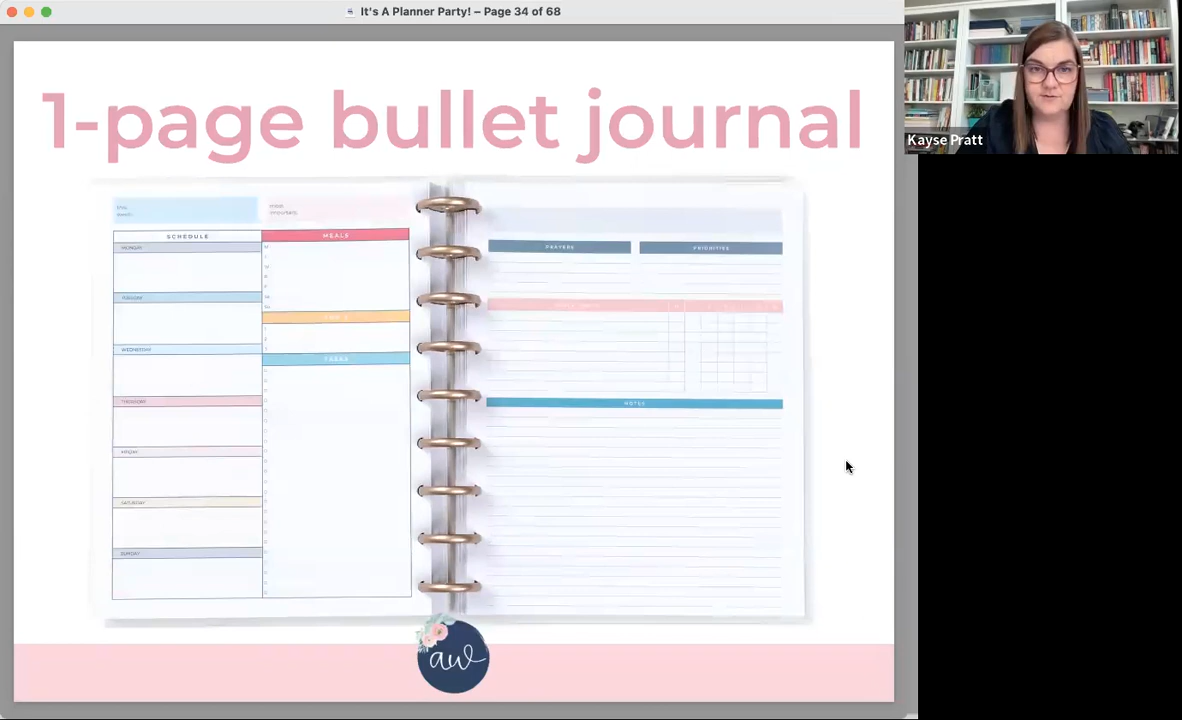 It's A Planner Party! – Page 34 of 68
Kayse Pratt
1-page bullet journal
SCHEDULE
MEALS
MONDAY
TUESDAY
WEDNESDAY
THURSDAY
FRIDAY
SATURDAY
SUNDAY
TASKS
PRAYERS
PRIORITIES
NOTES
aw